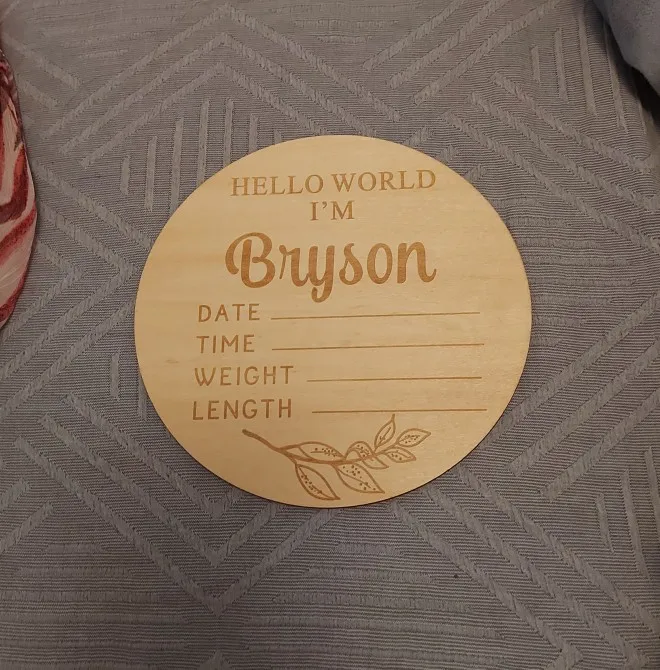 HELLO WORLD
I'M
Bryson
DATE
TIME
WEIGHT
LENGTH